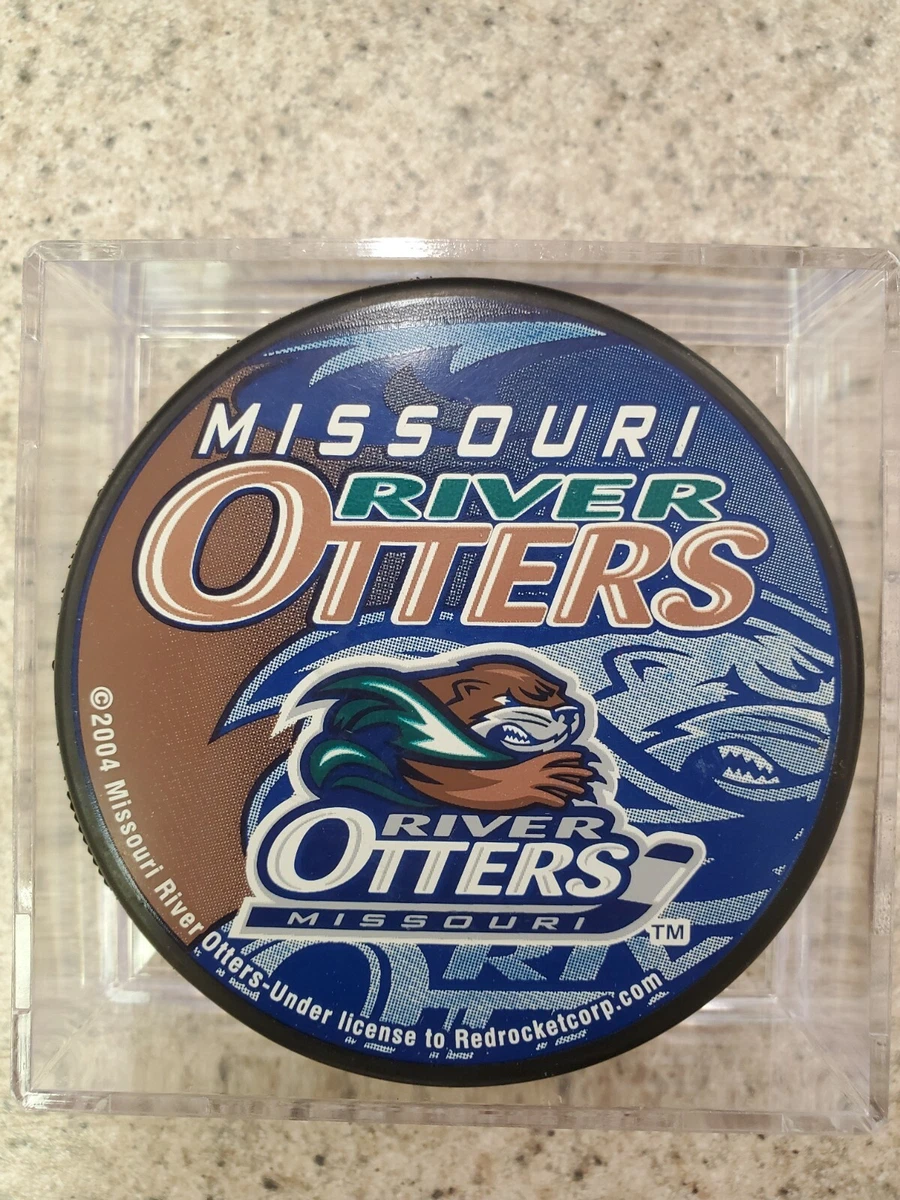 MISSOURI
RIVER
OTTERS
RIVER
OTTERS
MISSOURI
TM
©2004 Missouri River Otters-Under license to Redrocketcorp.com